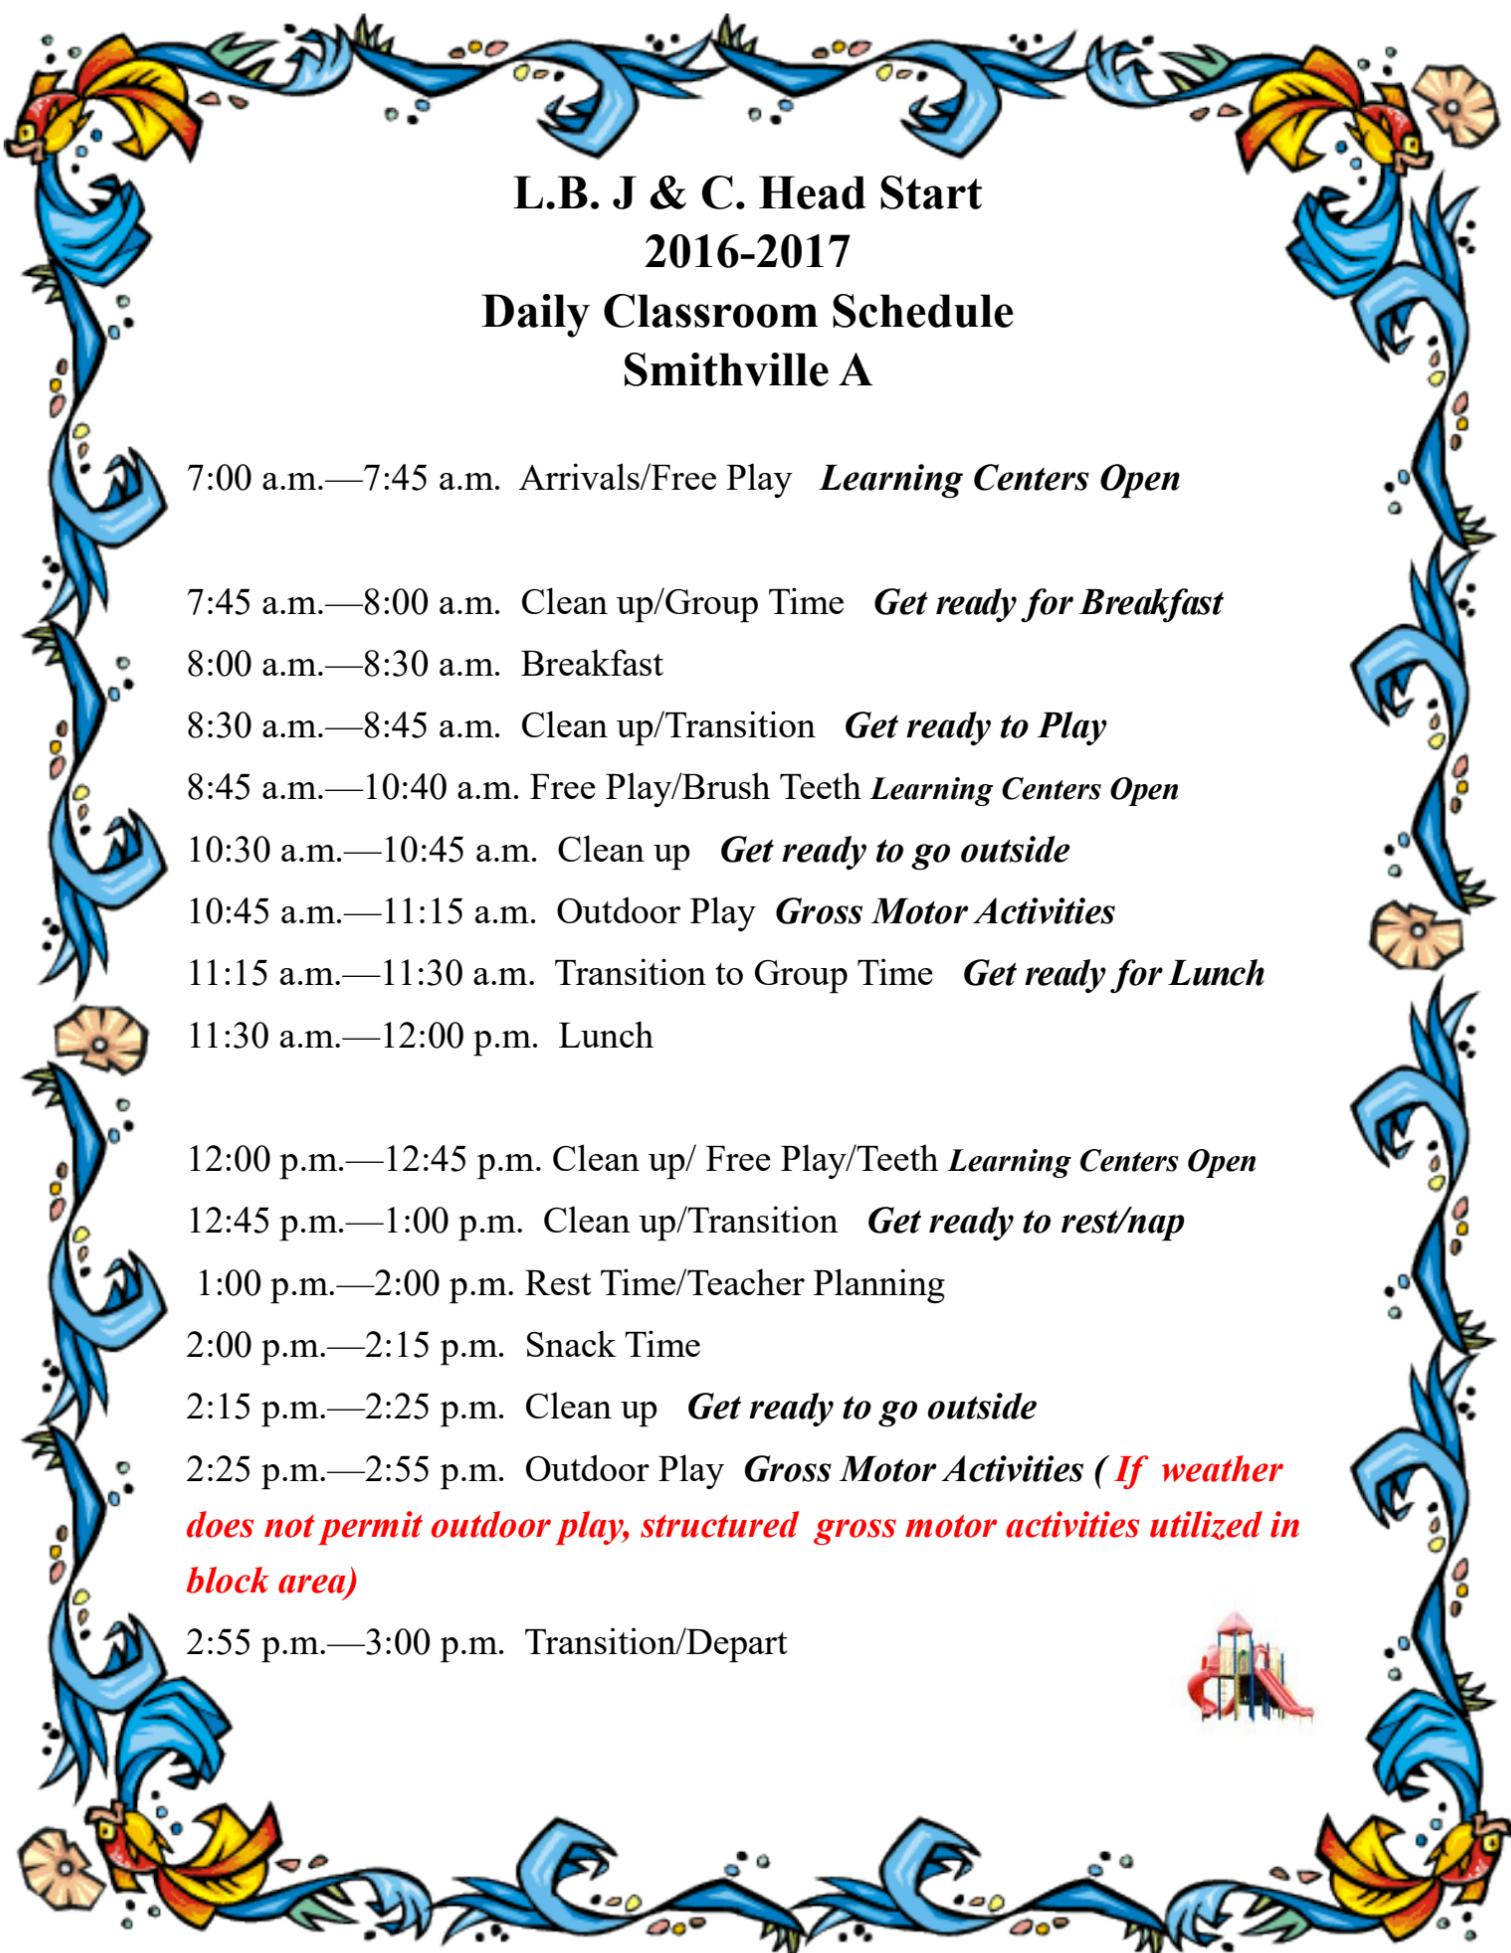 L.B. J & C. Head Start
2016-2017
Daily Classroom Schedule
Smithville A
7:00 a.m.—7:45 a.m. Arrivals/Free Play Learning Centers Open
7:45 a.m.—8:00 a.m. Clean up/Group Time Get ready for Breakfast
8:00 a.m.—8:30 a.m. Breakfast
8:30 a.m.—8:45 a.m. Clean up/Transition Get ready to Play
8:45 a.m.—10:40 a.m. Free Play/Brush Teeth Learning Centers Open
10:30 a.m.—10:45 a.m. Clean up Get ready to go outside
10:45 a.m.—11:15 a.m. Outdoor Play Gross Motor Activities
11:15 a.m.—11:30 a.m. Transition to Group Time Get ready for Lunch
11:30 a.m.—12:00 p.m. Lunch
12:00 p.m.—12:45 p.m. Clean up/ Free Play/Teeth Learning Centers Open
12:45 p.m.—1:00 p.m. Clean up/Transition Get ready to rest/nap
1:00 p.m.—2:00 p.m. Rest Time/Teacher Planning
2:00 p.m.—2:15 p.m. Snack Time
2:15 p.m.—2:25 p.m. Clean up Get ready to go outside
2:25 p.m.—2:55 p.m. Outdoor Play Gross Motor Activities ( If weather
does not permit outdoor play, structured gross motor activities utilized in
block area)
2:55 p.m.—3:00 p.m. Transition/Depart